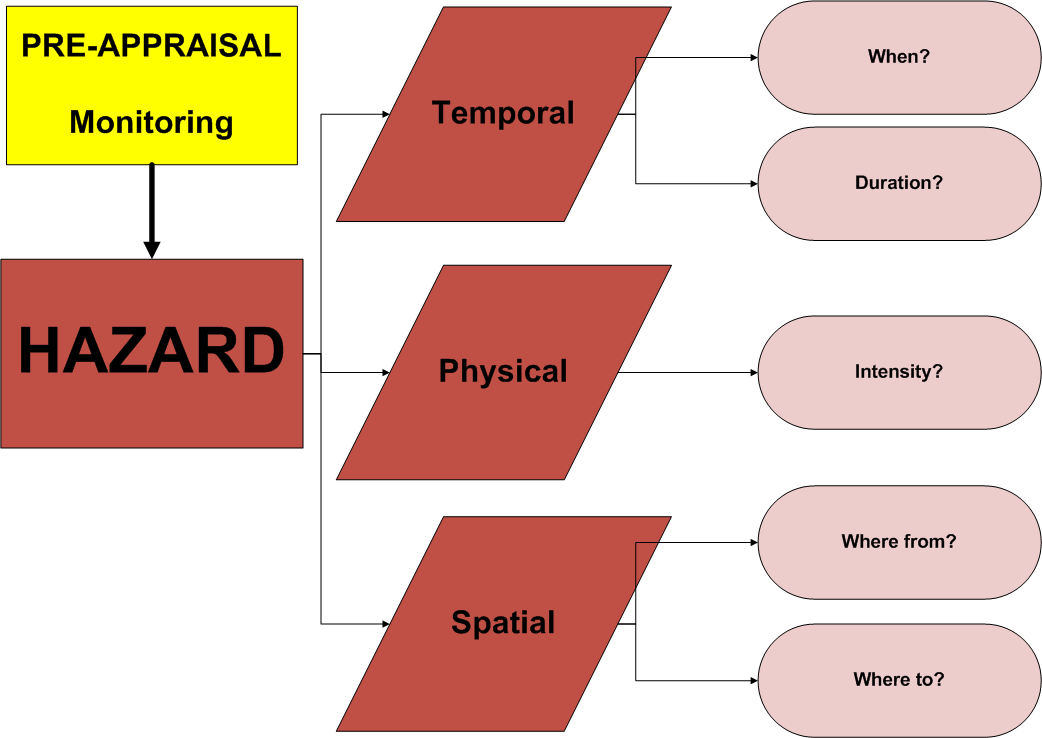 PRE-APPRAISAL
Monitoring
HAZARD
Temporal
When?
Duration?
Physical
Intensity?
Spatial
Where from?
Where to?